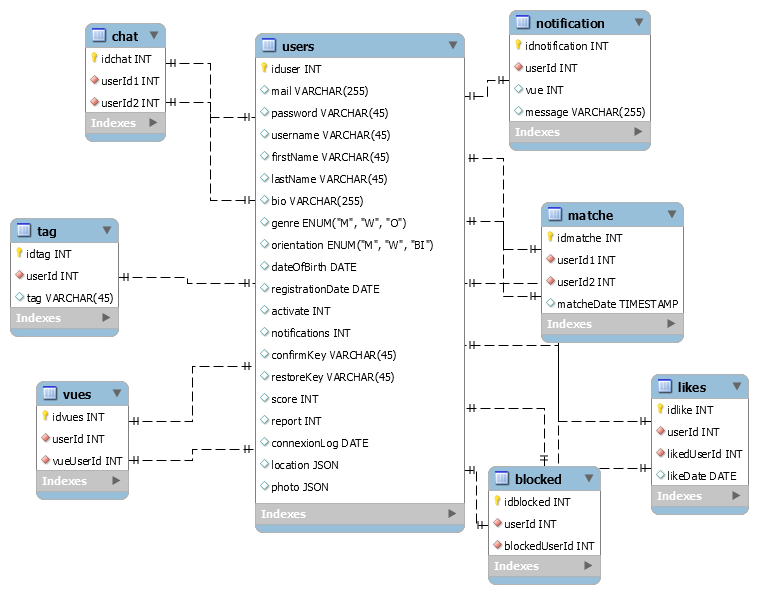 chat
idchat INT
userId1 INT
userId2 INT
Indexes
tag
idtag INT
userId INT
tag VARCHAR(45)
Indexes
vues
idvues INT
userId INT
vueUserId INT
Indexes
users
iduser INT
mail VARCHAR(255)
password VARCHAR(45)
username VARCHAR(45)
firstName VARCHAR(45)
lastName VARCHAR(45)
bio VARCHAR(255)
genre ENUM("M", "W", "O")
orientation ENUM("M", "W", "BI")
dateOfBirth DATE
registrationDate DATE
activate INT
notifications INT
confirmKey VARCHAR(45)
restoreKey VARCHAR(45)
score INT
report INT
connexionLog DATE
location JSON
photo JSON
Indexes
notification
idnotification INT
userId INT
vue INT
message VARCHAR(255)
Indexes
matche
idmatche INT
userId1 INT
userId2 INT
matcheDate TIMESTAMP
Indexes
likes
idlike INT
userId INT
likedUserId INT
likeDate DATE
Indexes
blocked
idblocked INT
userId INT
blockedUserId INT
Indexes